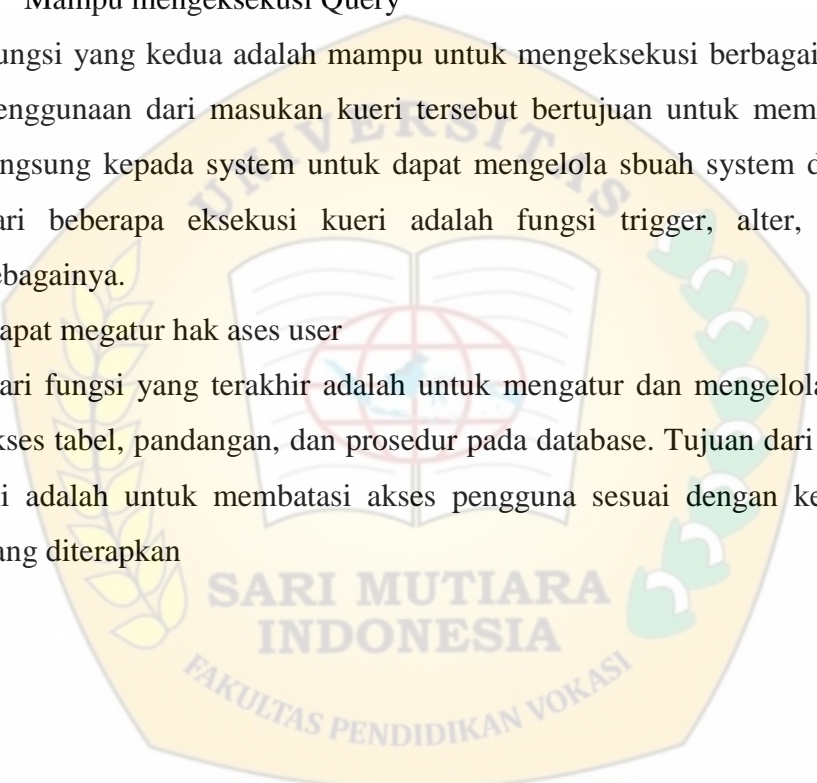 Mampu mengeksekusi Query
ungsi yang kedua adalah mampu untuk mengeksekusi berbagai
enggunaan dari masukan kueri tersebut bertujuan untuk mem
ngsung kepada system untuk dapat mengelola sbuah system d
ari beberapa eksekusi kueri adalah fungsi trigger, alter,
ebagainya.
apat megatur hak ases user
ari fungsi yang terakhir adalah untuk mengatur dan mengelola
kses tabel, pandangan, dan prosedur pada database. Tujuan dari
i adalah untuk membatasi akses pengguna sesuai dengan ke
ang diterapkan
UNIVERSITAS
SARI MUTIARA
INDONESIA
FAKULTAS PENDIDIKAN VOKASI